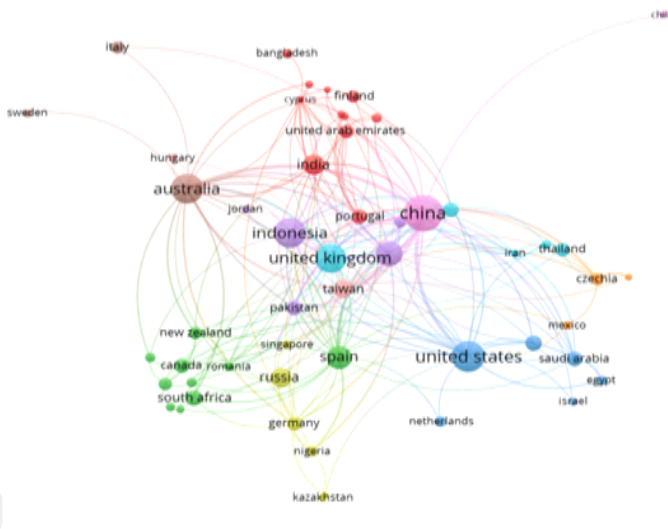 italy
bangladesh
cyprus
finland
sweden
united arab emirates
hungary
india
australia
jordan
portugal
china
indonesia
united kingdom
iran
thailand
taiwan
czechia
pakistan
mexico
new zealand
singapore
spain
united states
saudi arabia
canada
romania
russia
egypt
south africa
israel
germany
netherlands
nigeria
kazakhstan